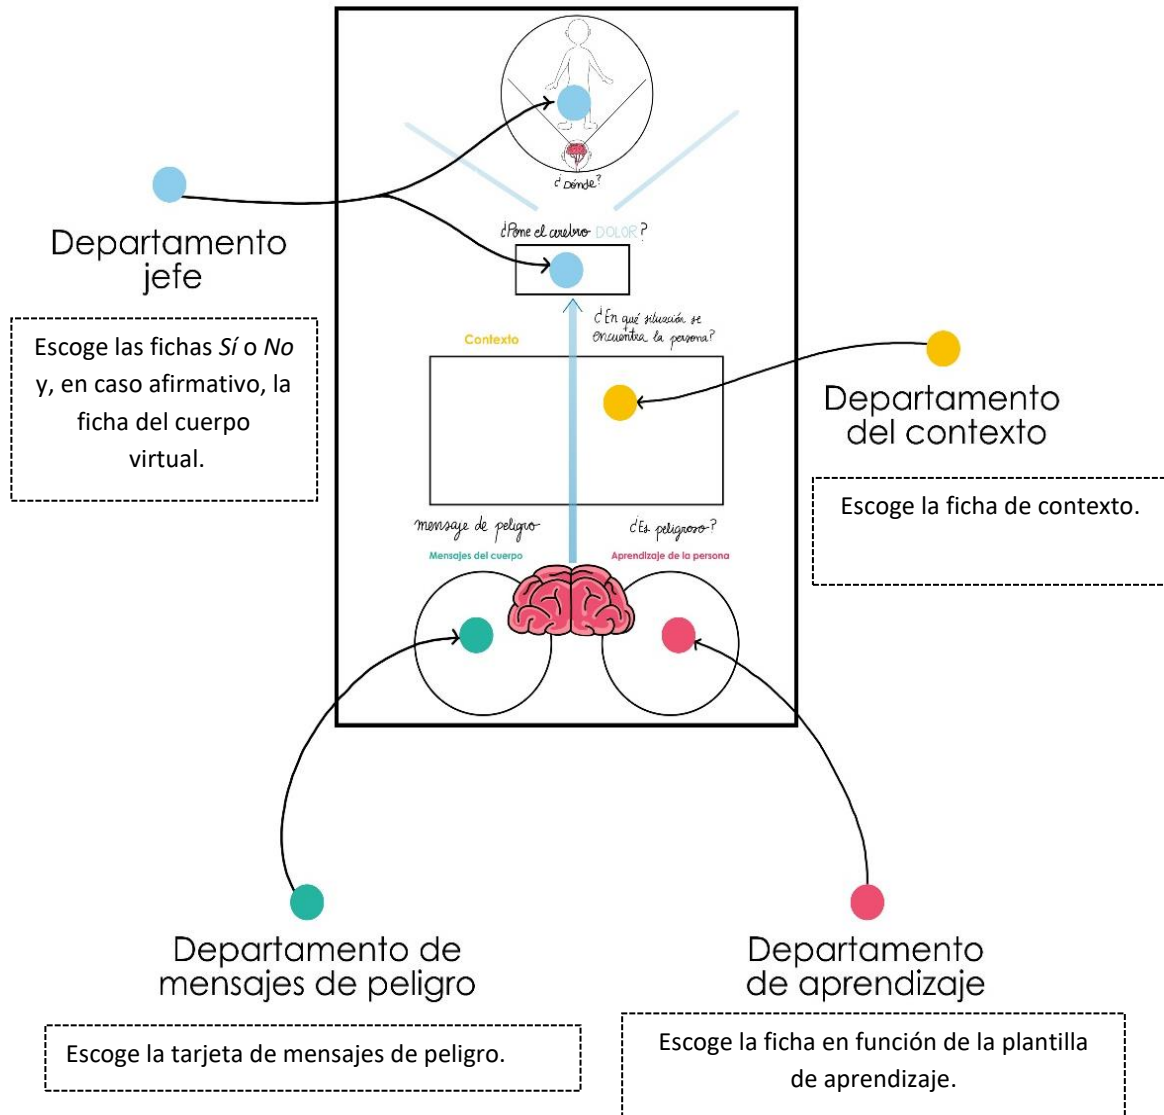 ¿Dónde?
¿Pone el cerebro DOLOR?
Departamento
jefe
Escoge las fichas Sí o No
y, en caso afirmativo, la
ficha del cuerpo
virtual.
¿En qué situación se
encuentra la persona?
Contexto
Departamento
del contexto
Escoge la ficha de contexto.
mensaje de peligro
¿Es peligroso?
Mensajes del cuerpo
Aprendizaje de la persona
Departamento de
mensajes de peligro
Escoge la tarjeta de mensajes de peligro.
Departamento
de aprendizaje
Escoge la ficha en función de la plantilla
de aprendizaje.